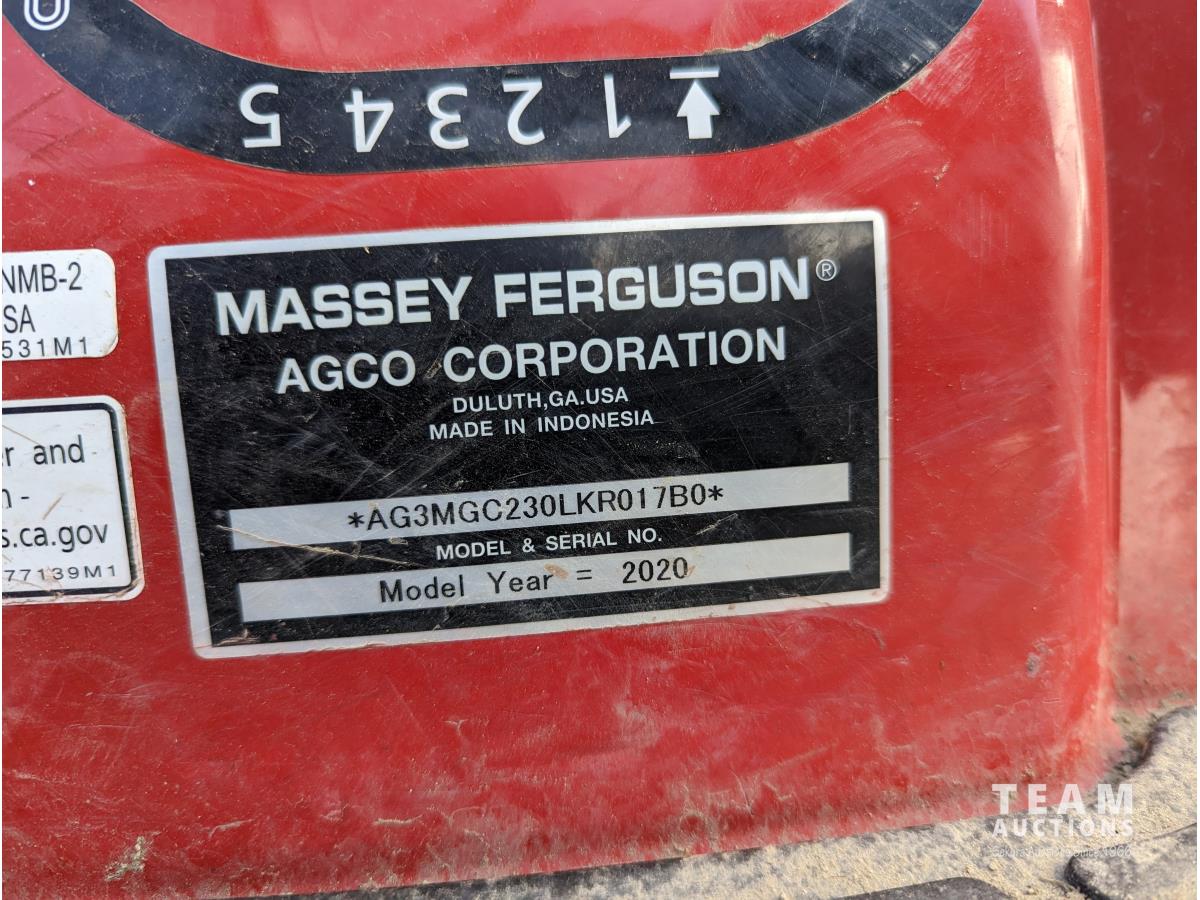 0
5 4 3 2 1
NMB-2
SA
531M1
r and
n -
s.ca.gov
77139M1
MASSEY FERGUSON®
AGCO CORPORATION
DULUTH,GA.USA
MADE IN INDONESIA
*AG3MGC230LKR017B0*
MODEL & SERIAL NO.
Model Year = 2020
TEAM
AUCTIONS